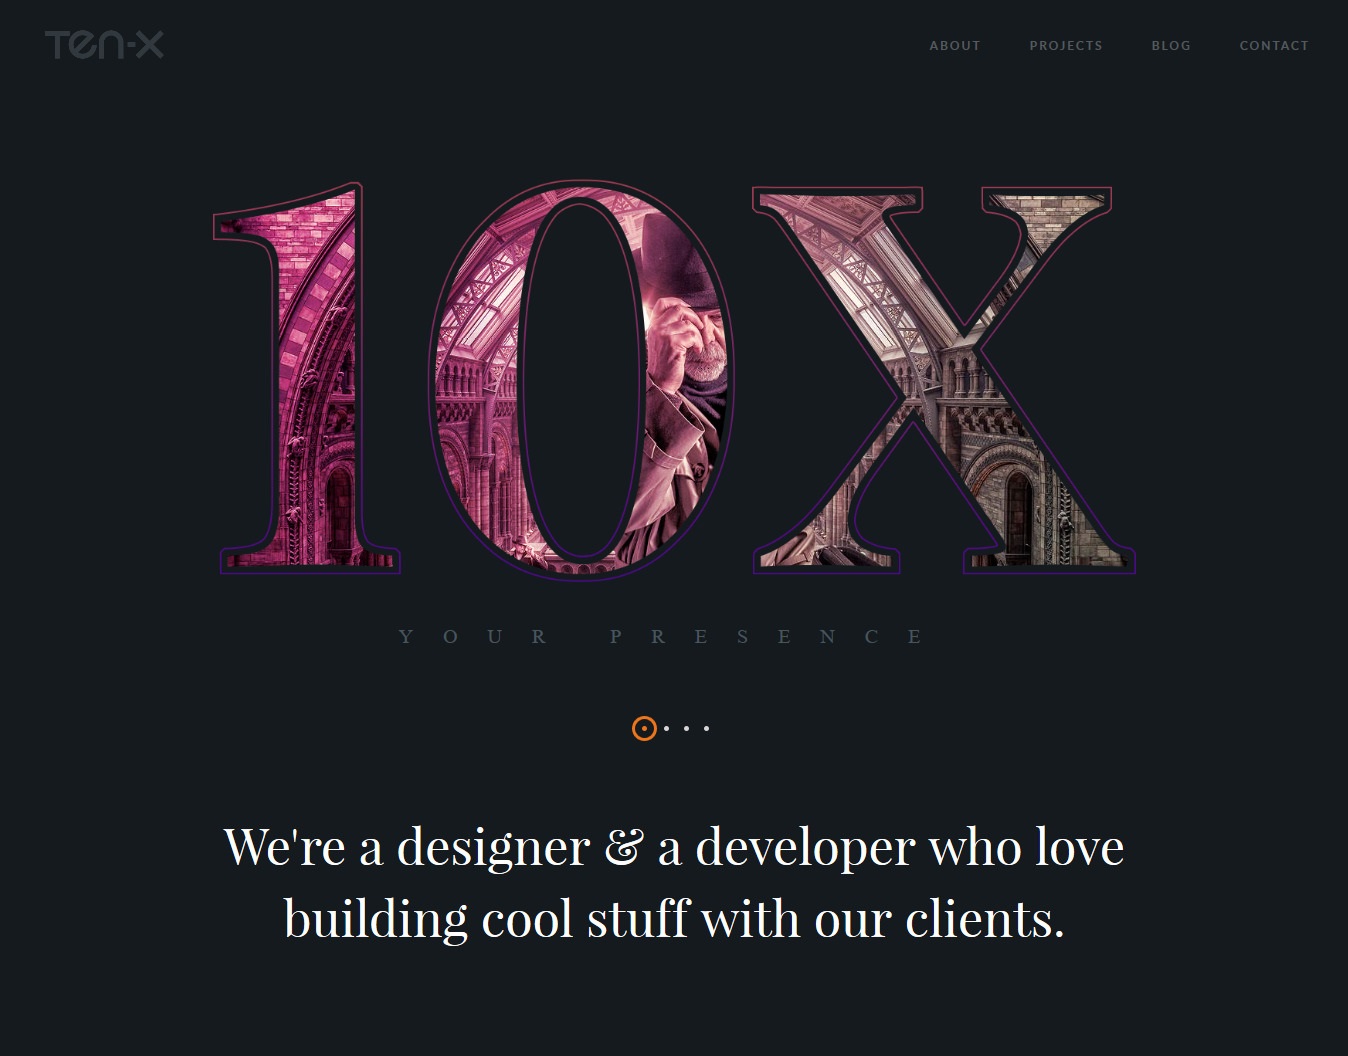 Ten-X
ABOUT PROJECTS BLOG CONTACT
10X
YOUR PRESENCE
We're a designer & a developer who love
building cool stuff with our clients.